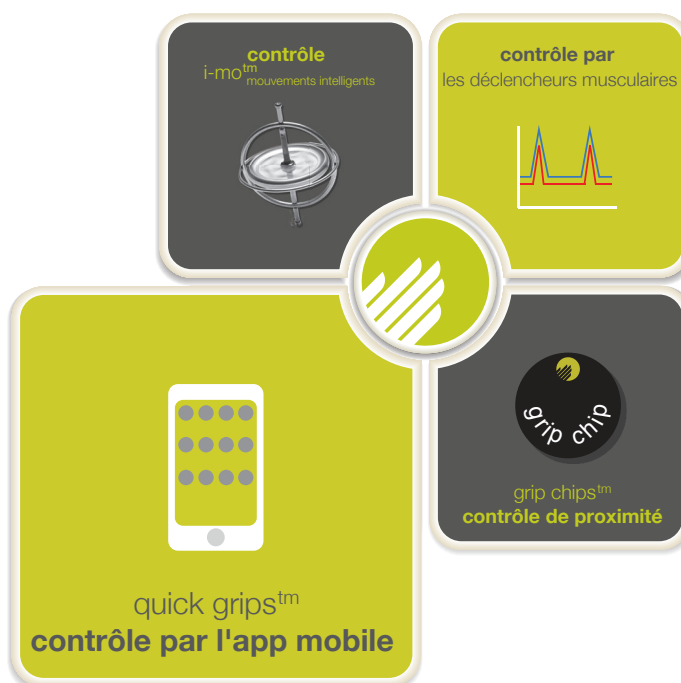 contrôle
i-mo™ mouvements intelligents
contrôle par
les déclencheurs musculaires
grip chip
grip chips™
contrôle de proximité
quick grips™
contrôle par l'app mobile